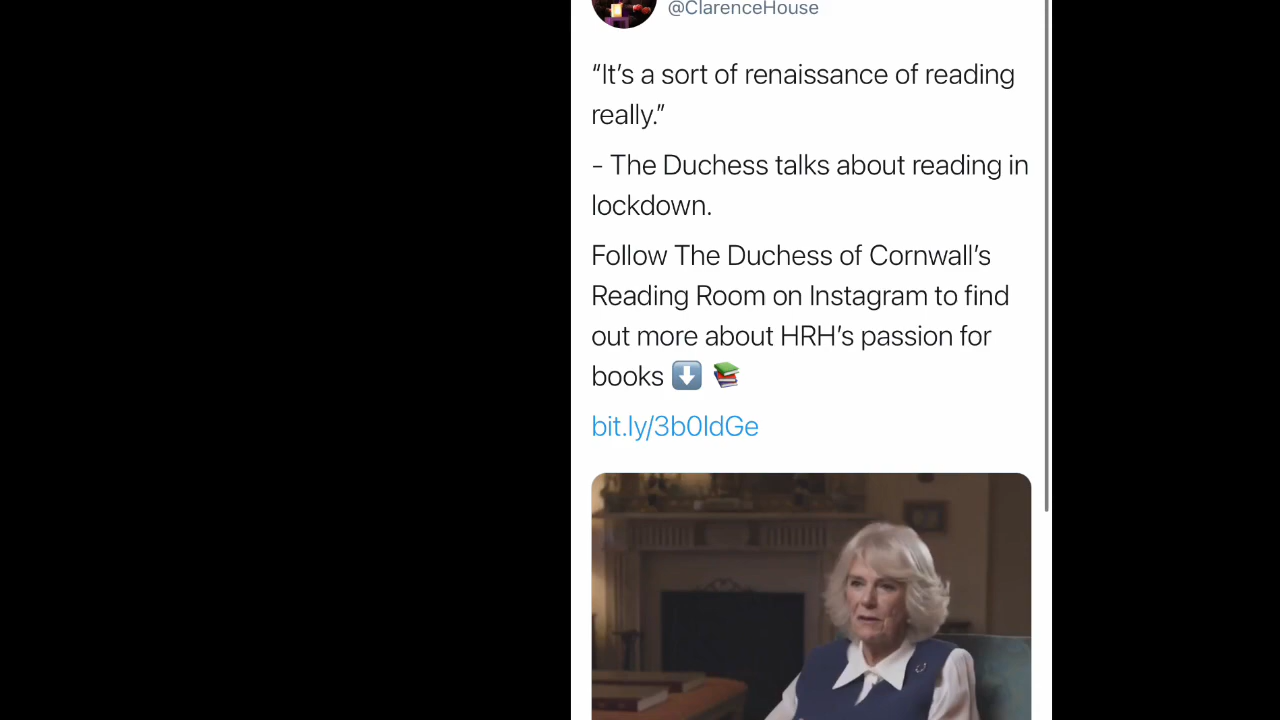 @ClarenceHouse
“It’s a sort of renaissance of reading
really.”
- The Duchess talks about reading in
lockdown.
Follow The Duchess of Cornwall’s
Reading Room on Instagram to find
out more about HRH’s passion for
books ⬇️ 📚
bit.ly/3b0ldGe